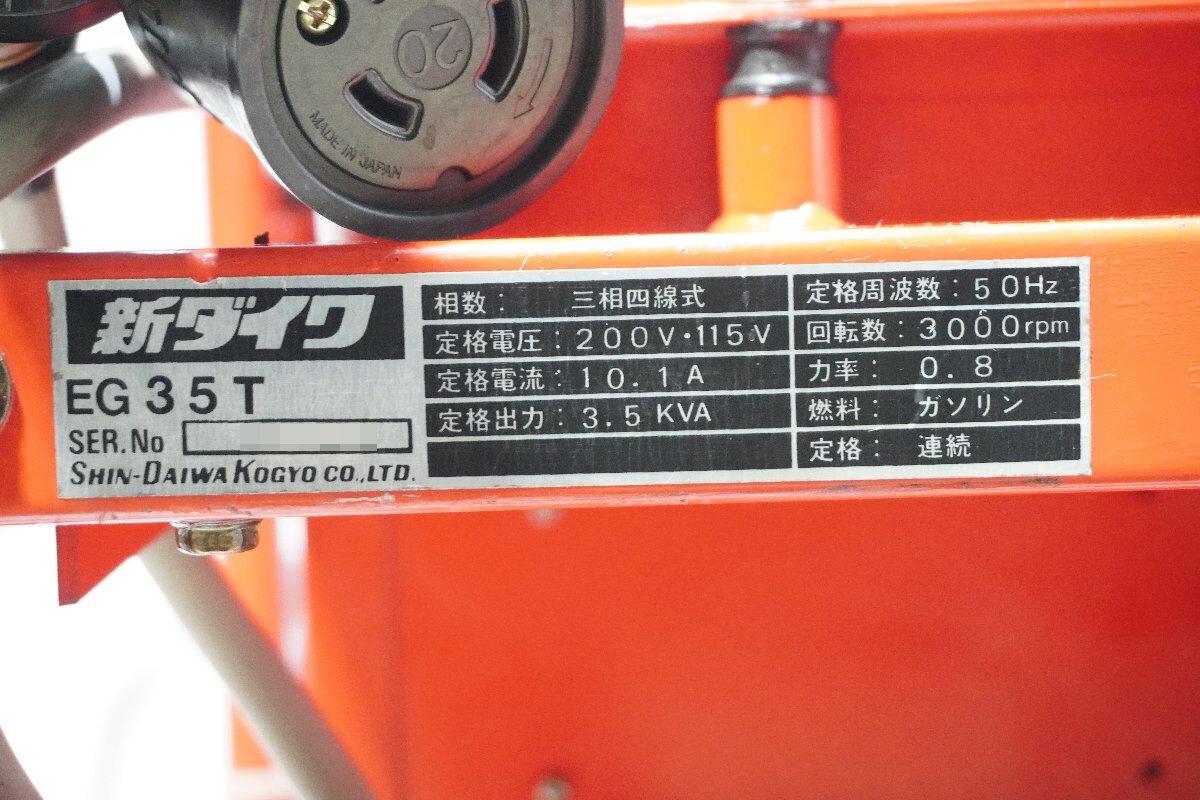 20
MADE IN JAPAN
新ダイワ
EG35T
SER.No
SHIN-DAIWA KOGYO CO.,LTD.
相数: 三相四線式
定格電圧:200V・115V
定格電流:10.1A
定格出力:3.5KVA
定格周波数:50Hz
回転数:3000rpm
力率: 0.8
燃料: ガソリン
定格: 連続